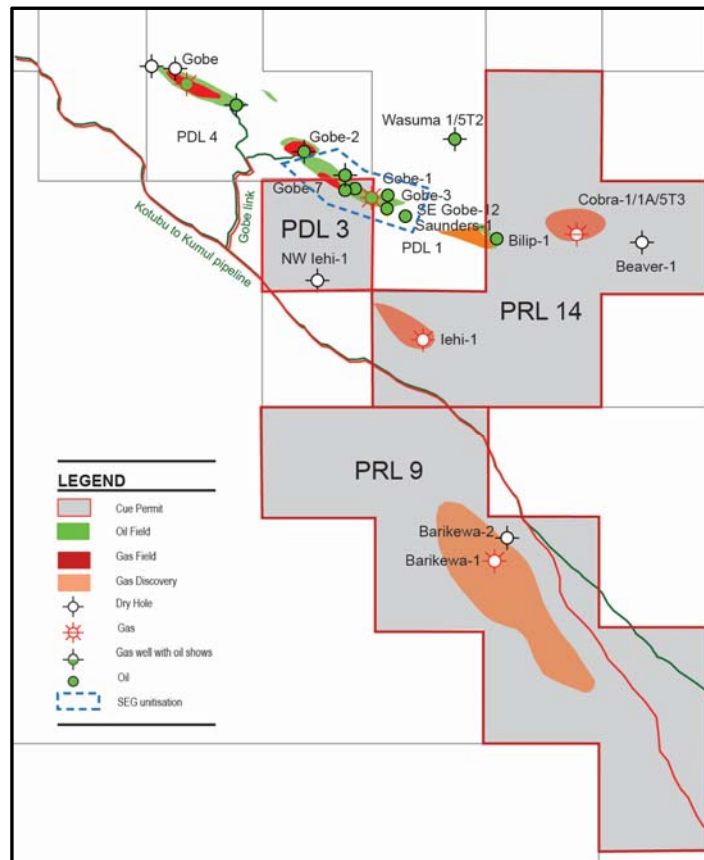 Gobe
Wasuma 1/5T2
PDL 4
Gobe-2
Gobe-1
Cobra-1/1A/5T3
Gobe-7
Gobe-3
SE Gobe-12
Saunders-1
Gobe link
PDL 3
PDL 1
Bilip-1
Beaver-1
Kotubu to Kumul pipeline
NW Iehi-1
PRL 14
Iehi-1
PRL 9
LEGEND
Cue Permit
Oil Field
Gas Field
Gas Discovery
Dry Hole
Gas
Gas well with oil shows
Oil
SEG unitisation
Barikewa-2
Barikewa-1